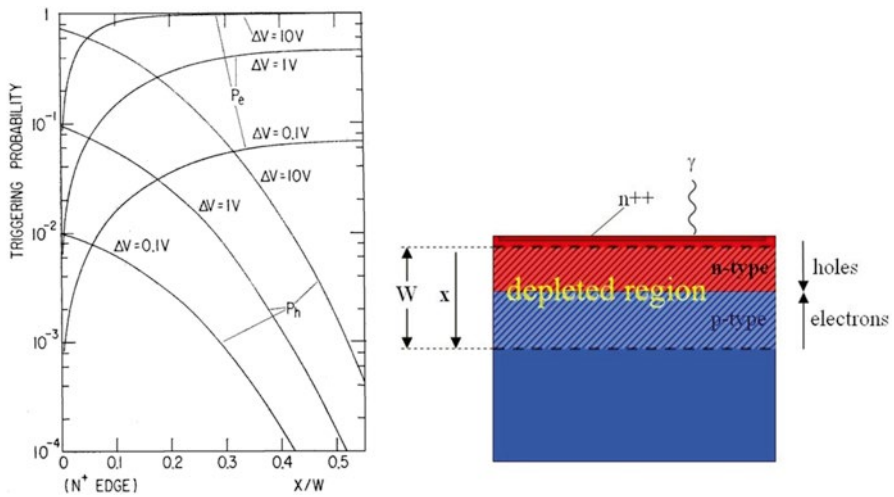 TRIGGERING PROBABILITY
1
10⁻¹
10⁻²
10⁻³
10⁻⁴
ΔV = 10V
ΔV = 1V
Pe
ΔV = 0.1V
ΔV = 10V
ΔV = 1V
ΔV = 0.1V
Ph
0 0.1 0.2 0.3 0.4 0.5
(N⁺ EDGE) X/W
γ
n++
n-type
holes
W
x
depleted region
p-type
electrons